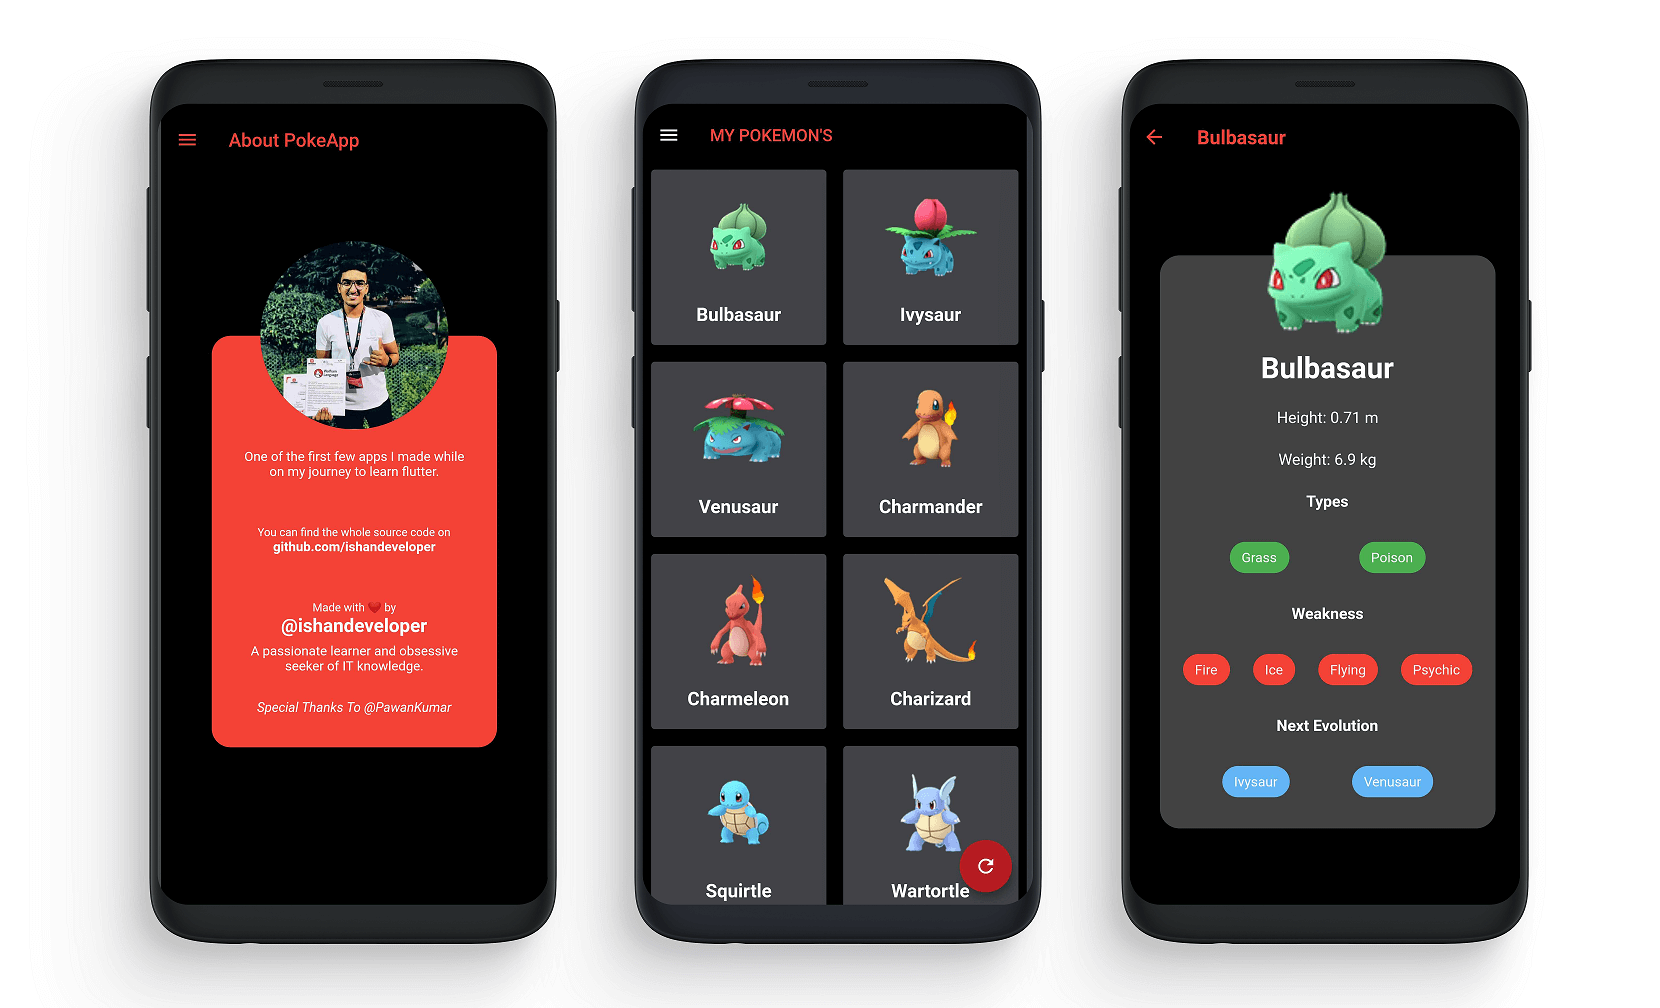 About PokeApp
One of the first few apps I made while
on my journey to learn flutter.
You can find the whole source code on
github.com/ishandeveloper
Made with ❤️ by
@ishandeveloper
A passionate learner and obsessive
seeker of IT knowledge.
Special Thanks To @PawanKumar
MY POKEMON'S
Bulbasaur
Ivysaur
Venusaur
Charmander
Charmeleon
Charizard
Squirtle
Wartortle
Bulbasaur
Bulbasaur
Height: 0.71 m
Weight: 6.9 kg
Types
Grass
Poison
Weakness
Fire
Ice
Flying
Psychic
Next Evolution
Ivysaur
Venusaur